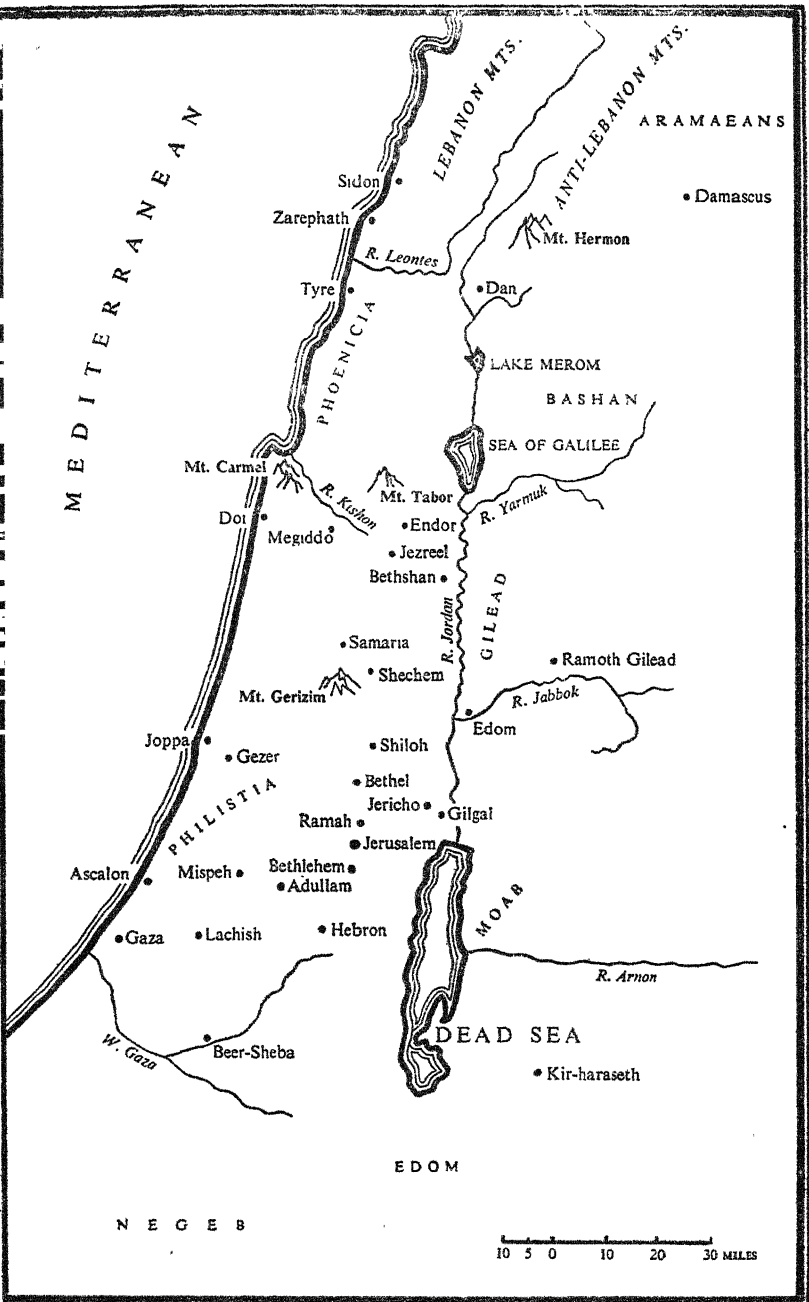 MEDITERRANEAN
LEBANON MTS.
ANTI-LEBANON MTS.
ARAMAEANS
Sidon
Damascus
Zarephath
Mt. Hermon
R. Leontes
Tyre
Dan
PHOENICIA
LAKE MEROM
BASHAN
SEA OF GALILEE
Mt. Carmel
R. Kishon
Mt. Tabor
R. Yarmuk
Dor
Megiddo
Endor
Jezreel
Bethshan
R. Jordon
GILEAD
Samaria
Shechem
Ramoth Gilead
Mt. Gerizim
R. Jabbok
Edom
Joppa
Gezer
Shiloh
PHILISTIA
Bethel
Jericho
Gilgal
Ramah
Jerusalem
Ascalon
Mispeh
Bethlehem
Adullam
MOAB
Gaza
Lachish
Hebron
R. Arnon
W. Gaza
Beer-Sheba
DEAD SEA
Kir-haraseth
EDOM
NEGEB
10 5 0 10 20 30 MILES